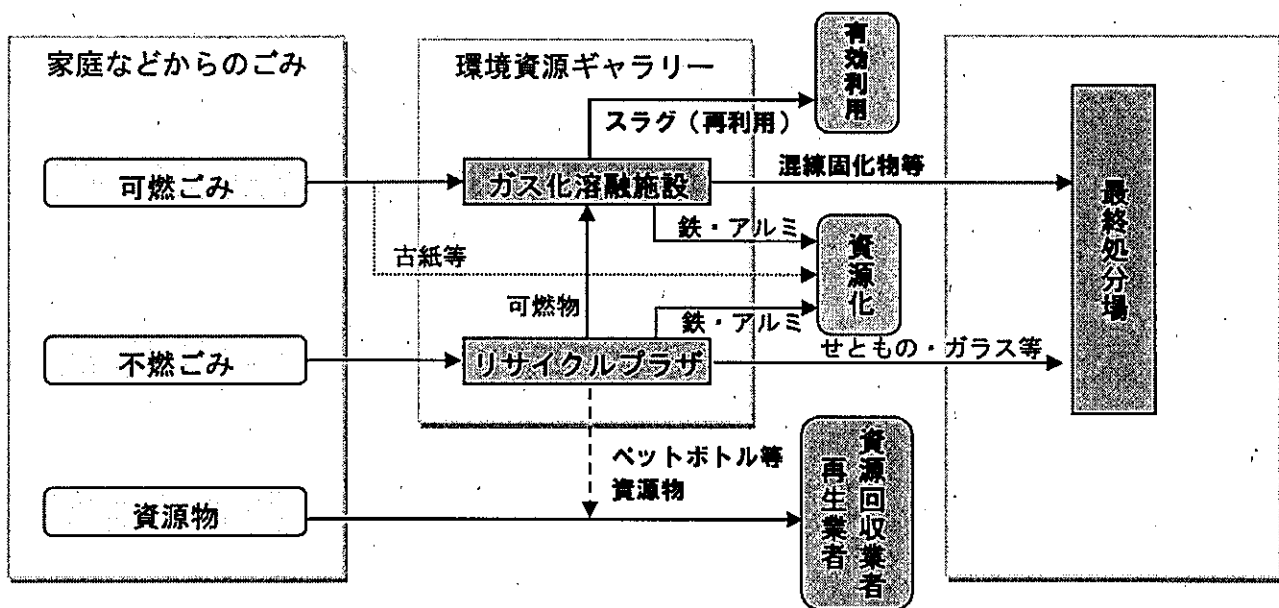 家庭などからのごみ
環境資源ギャラリー
有効利用
スラグ（再利用）
可燃ごみ
ガス化溶融施設
混練固化物等
最終処分場
鉄・アルミ
資源化
古紙等
可燃物
鉄・アルミ
不燃ごみ
リサイクルプラザ
せともの・ガラス等
ペットボトル等
資源物
資源物
資源回収業者
再生業者